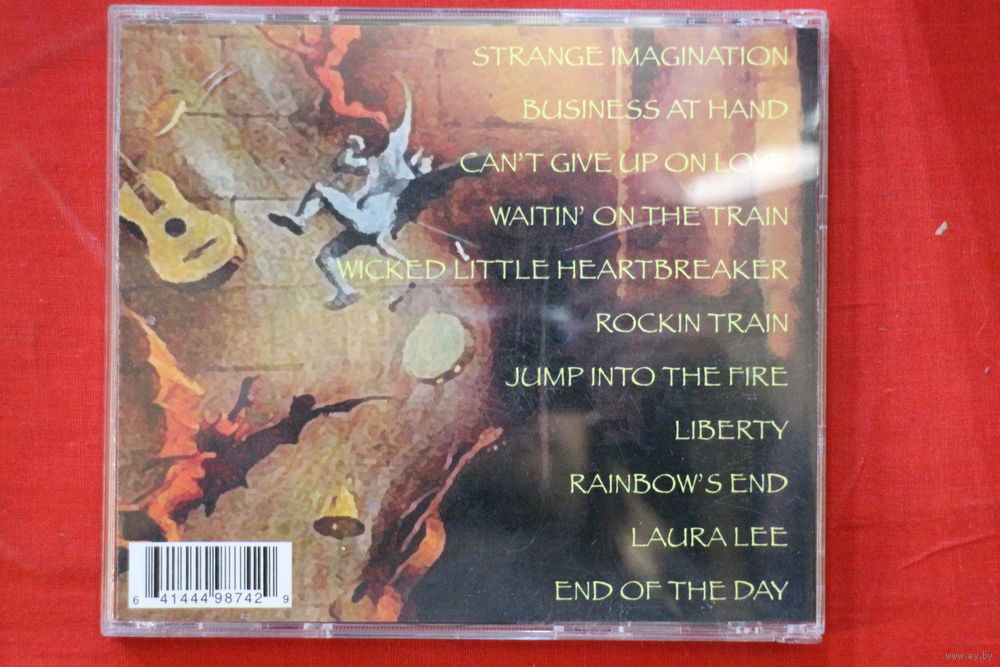 STRANGE IMAGINATION
BUSINESS AT HAND
CAN'T GIVE UP ON LOVE
WAITIN' ON THE TRAIN
WICKED LITTLE HEARTBREAKER
ROCKIN TRAIN
JUMP INTO THE FIRE
LIBERTY
RAINBOW'S END
LAURA LEE
END OF THE DAY
6 41444 98742 9
www.ay.by